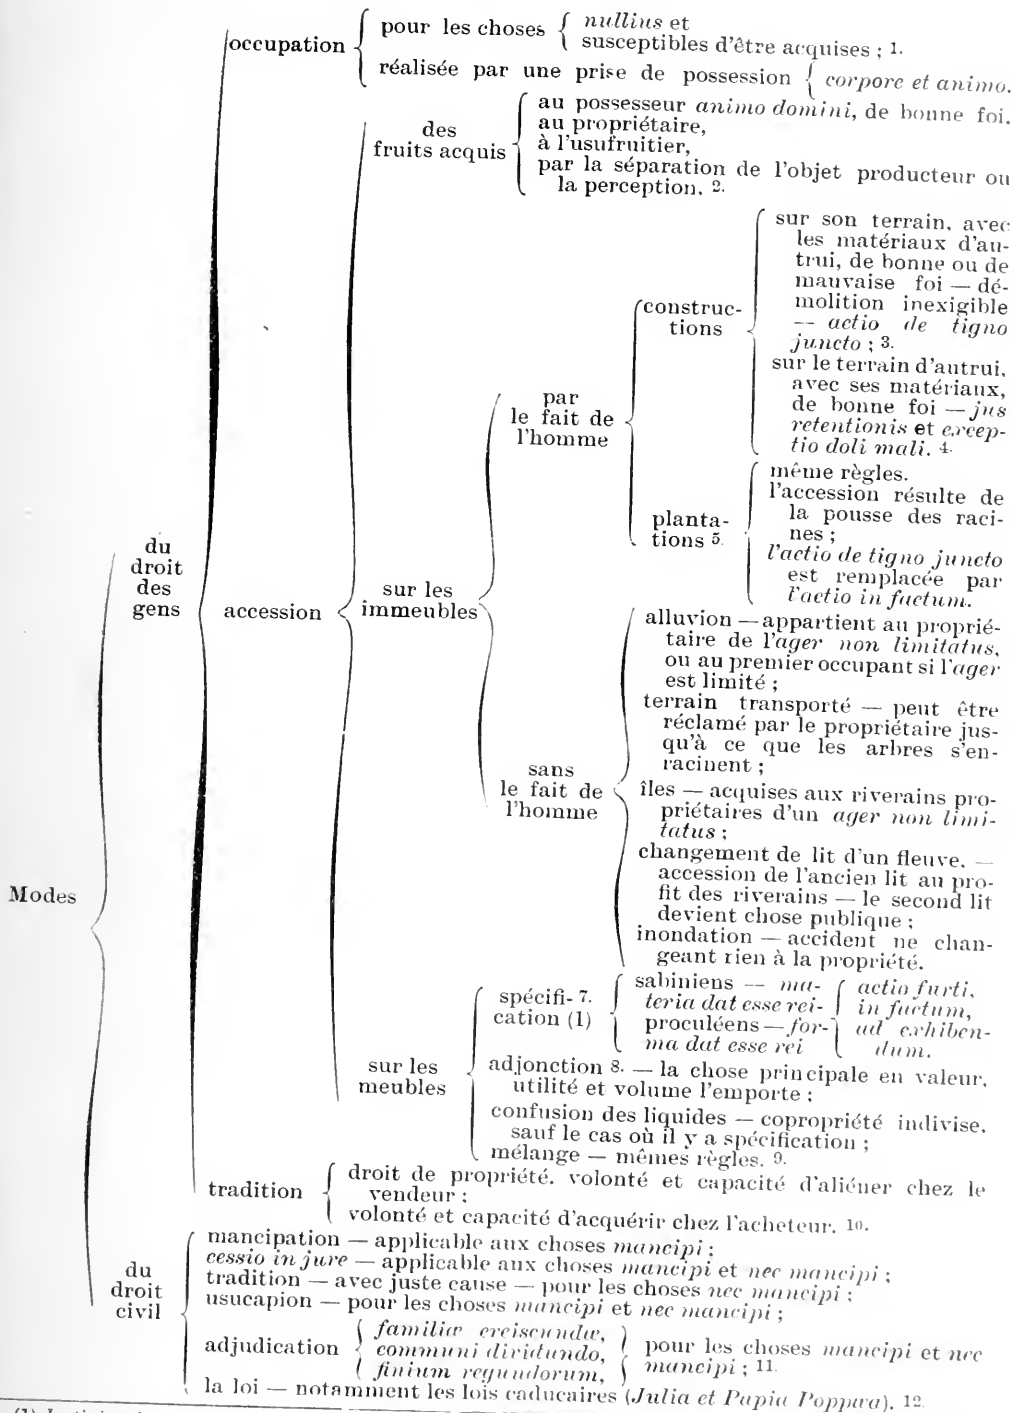 Modes
du
droit
des
gens
occupation
pour les choses
nullius et
susceptibles d'être acquises ; 1.
réalisée par une prise de possession
corpore et animo.
accession
des
fruits acquis
au possesseur animo domini, de bonne foi.
au propriétaire,
à l'usufruitier,
par la séparation de l'objet producteur ou
la perception. 2.
sur les
immeubles
par
le fait de
l'homme
construc-
tions
sur son terrain, avec
les matériaux d'au-
trui, de bonne ou de
mauvaise foi — dé-
molition inexigible
— actio de tigno
juncto ; 3.
sur le terrain d'autrui,
avec ses matériaux,
de bonne foi — jus
retentionis et excep-
tio doli mali. 4.
planta-
tions 5.
même règles.
l'accession résulte de
la pousse des raci-
nes ;
l'actio de tigno juncto
est remplacée par
l'actio in factum.
sans
le fait de
l'homme
alluvion — appartient au proprié-
taire de l'ager non limitatus,
ou au premier occupant si l'ager
est limité ;
terrain transporté — peut être
réclamé par le propriétaire jus-
qu'à ce que les arbres s'en-
racinent ;
îles — acquises aux riverains pro-
priétaires d'un ager non limi-
tatus ;
changement de lit d'un fleuve. —
accession de l'ancien lit au pro-
fit des riverains — le second lit
devient chose publique ;
inondation — accident ne chan-
geant rien à la propriété.
sur les
meubles
spécifi- 7.
cation (1)
sabiniens — ma-
teria dat esse rei
proculéens — for-
ma dat esse rei
actio furti,
in factum,
ad exhiben-
dum.
adjonction 8. — la chose principale en valeur,
utilité et volume l'emporte ;
confusion des liquides — copropriété indivise,
sauf le cas où il y a spécification ;
mélange — mêmes règles. 9.
tradition
droit de propriété. volonté et capacité d'aliéner chez le
vendeur ;
volonté et capacité d'acquérir chez l'acheteur. 10.
du
droit
civil
mancipation — applicable aux choses mancipi ;
cessio in jure — applicable aux choses mancipi et nec mancipi ;
tradition — avec juste cause — pour les choses nec mancipi ;
usucapion — pour les choses mancipi et nec mancipi ;
adjudication
familiæ erciscundæ,
communi dividundo,
finium regundorum,
pour les choses mancipi et nec
mancipi ; 11.
la loi — notamment les lois caducaires (Julia et Papia Poppæa). 12.